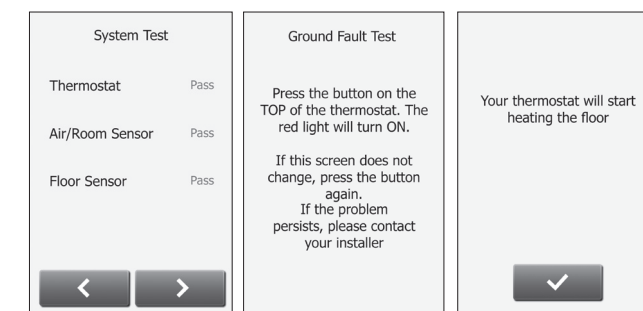 System Test
Thermostat Pass
Air/Room Sensor Pass
Floor Sensor Pass
Ground Fault Test
Press the button on the
TOP of the thermostat. The
red light will turn ON.
If this screen does not
change, press the button
again.
If the problem
persists, please contact
your installer
Your thermostat will start
heating the floor